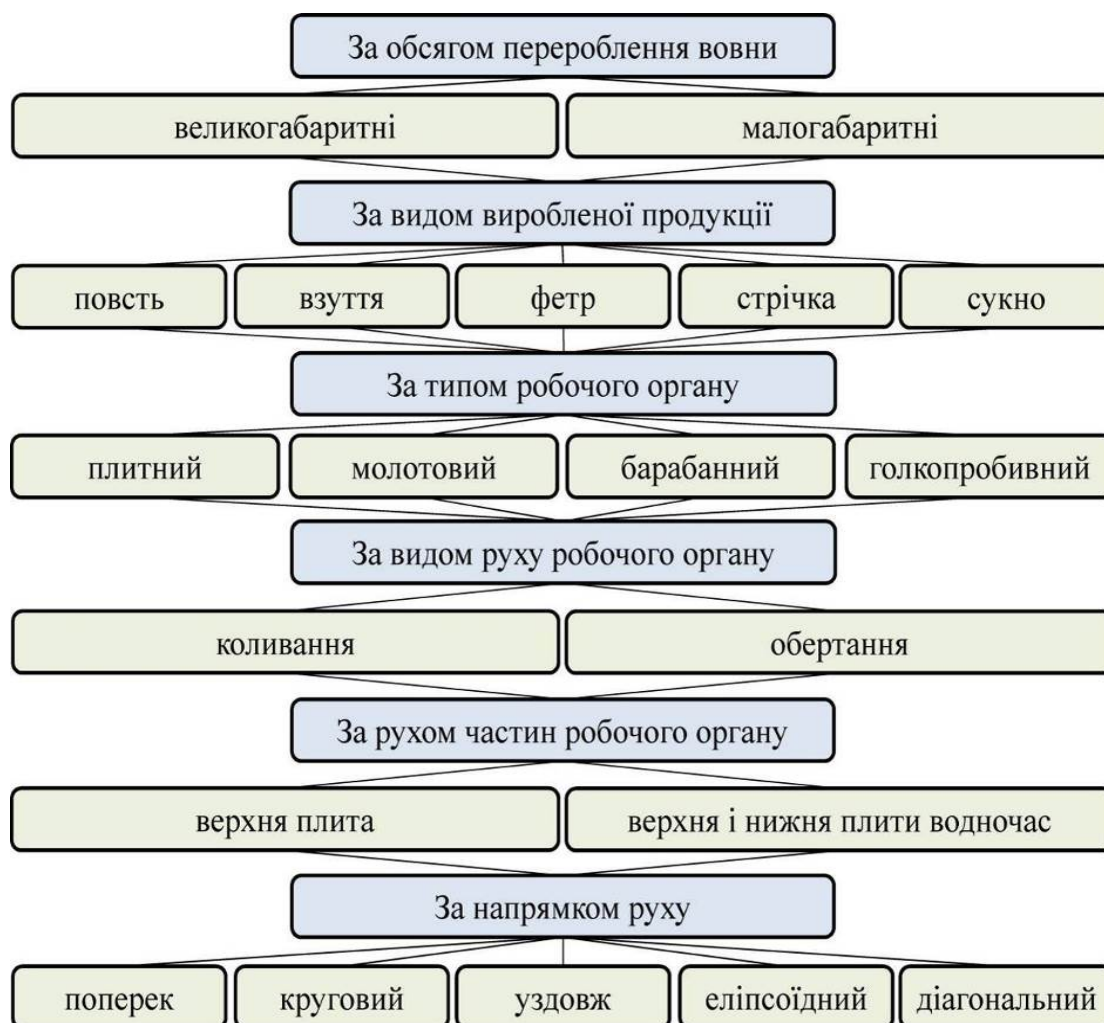 За обсягом перероблення вовни
великогабаритні
малогабаритні
За видом виробленої продукції
повсть
взуття
фетр
стрічка
сукно
За типом робочого органу
плитний
молотовий
барабанний
голкопробивний
За видом руху робочого органу
коливання
обертання
За рухом частин робочого органу
верхня плита
верхня і нижня плити водночас
За напрямком руху
поперек
круговий
уздовж
еліпсоїдний
діагональний